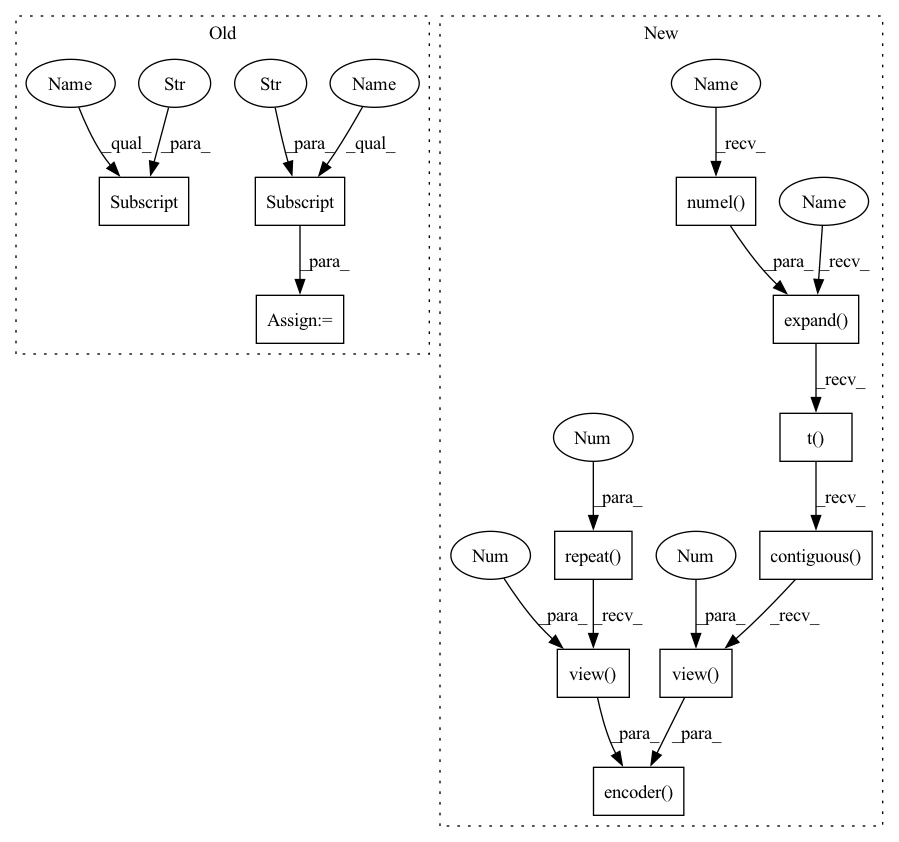 Old
New
Name
Str
Str
Name
Name
_qual_
_para_
_para_
_qual_
_recv_
Subscript
Subscript
numel()
Name
_para_
_para_
_recv_
Assign:=
expand()
_recv_
Num
t()
_para_
_recv_
Num
repeat()
Num
contiguous()
_para_
_recv_
_para_
_recv_
view()
view()
_para_
_para_
encoder()